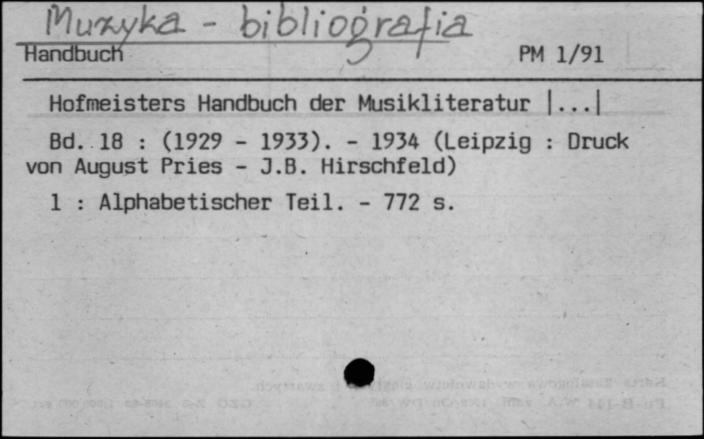 Muzyka - bibliografia
Handbuch PM 1/91
Hofmeisters Handbuch der Musikliteratur |...|
Bd. 18 : (1929 - 1933). - 1934 (Leipzig : Druck
von August Pries - J.B. Hirschfeld)
1 : Alphabetischer Teil. - 772 s.